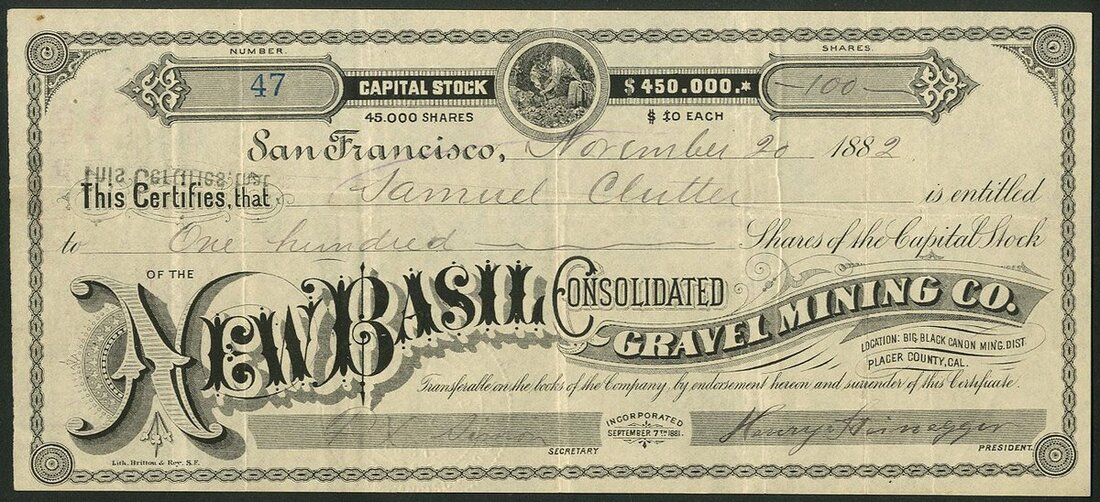 NUMBER. SHARES.
47 CAPITAL STOCK $450.000.* -100-
45.000 SHARES $ 10 EACH
San Francisco, November 20 1882
This Certifies, that Samuel Clutter is entitled
to One hundred Shares of the Capital Stock
OF THE
NEW BASIL CONSOLIDATED
GRAVEL MINING CO.
LOCATION: BIG BLACK CANON MIN'G. DIST.
PLACER COUNTY, CAL.
Transferable on the books of the Company, by endorsement hereon and surrender of this Certificate.
INCORPORATED
SEPTEMBER 7TH 1881.
Henry
SECRETARY PRESIDENT.
Lith. Britton & Rey. S.F.